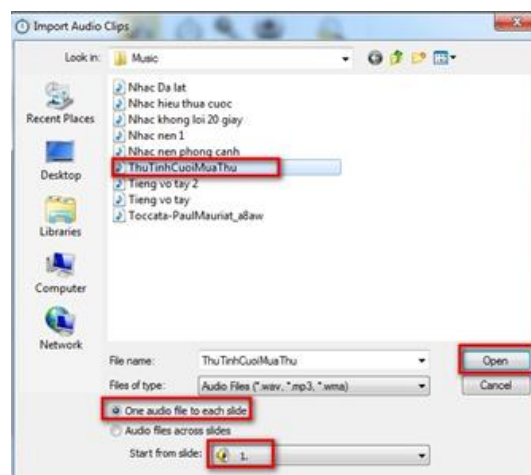 Import Audio Clips
Look in: Music
Recent Places
Desktop
Libraries
Computer
Network
Nhac Da lat
Nhac hieu thua cuoc
Nhac khong loi 20 giay
Nhac nen 1
Nhac nen phong canh
ThuTinhCuoiMuaThu
Tieng vo tay 2
Tieng vo tay
Toccata-PaulMauriat_a8aw
File name: ThuTinhCuoiMuaThu Open
Files of type: Audio Files (*.wav, *.mp3, *.wma) Cancel
One audio file to each slide
Audio files across slides
Start from slide: 1.